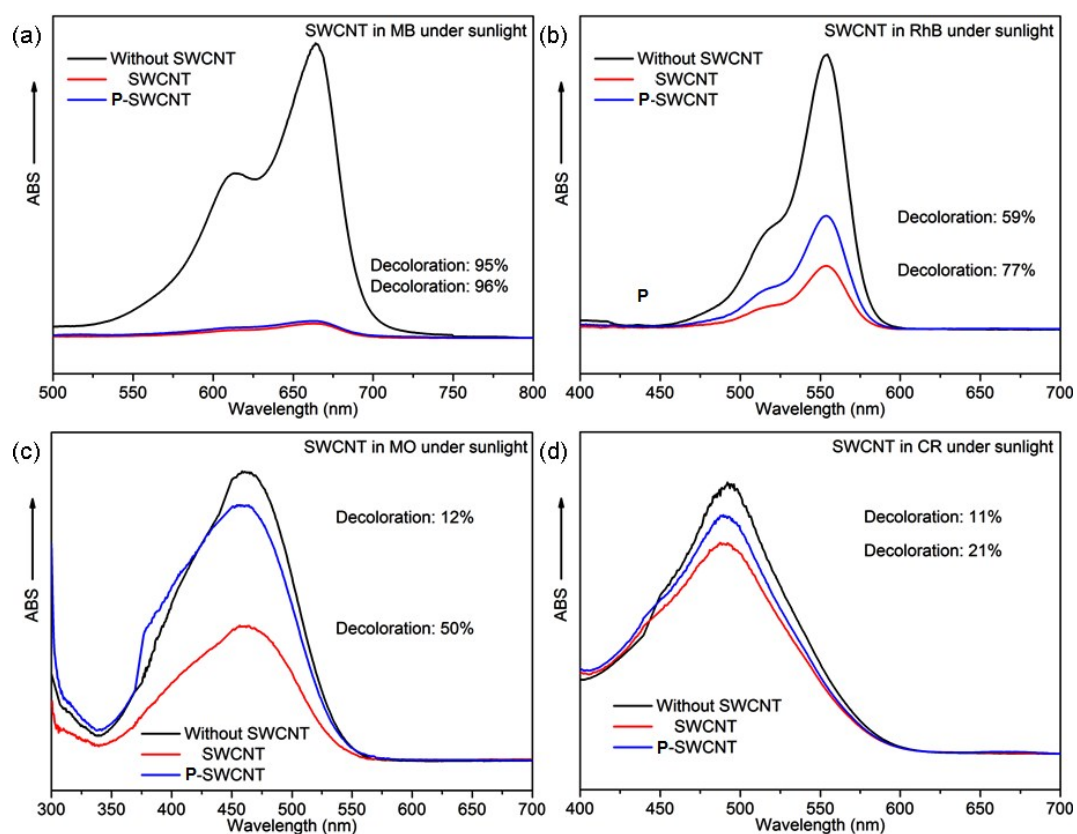 (a)
SWCNT in MB under sunlight
Without SWCNT
SWCNT
P-SWCNT
ABS
Decoloration: 95%
Decoloration: 96%
500 550 600 650 700 750 800
Wavelength (nm)
(b)
SWCNT in RhB under sunlight
Without SWCNT
SWCNT
P-SWCNT
ABS
Decoloration: 59%
Decoloration: 77%
P
400 450 500 550 600 650 700
Wavelength (nm)
(c)
SWCNT in MO under sunlight
ABS
Decoloration: 12%
Decoloration: 50%
Without SWCNT
SWCNT
P-SWCNT
300 350 400 450 500 550 600 650 700
Wavelength (nm)
(d)
SWCNT in CR under sunlight
ABS
Decoloration: 11%
Decoloration: 21%
Without SWCNT
SWCNT
P-SWCNT
400 450 500 550 600 650 700
Wavelength (nm)